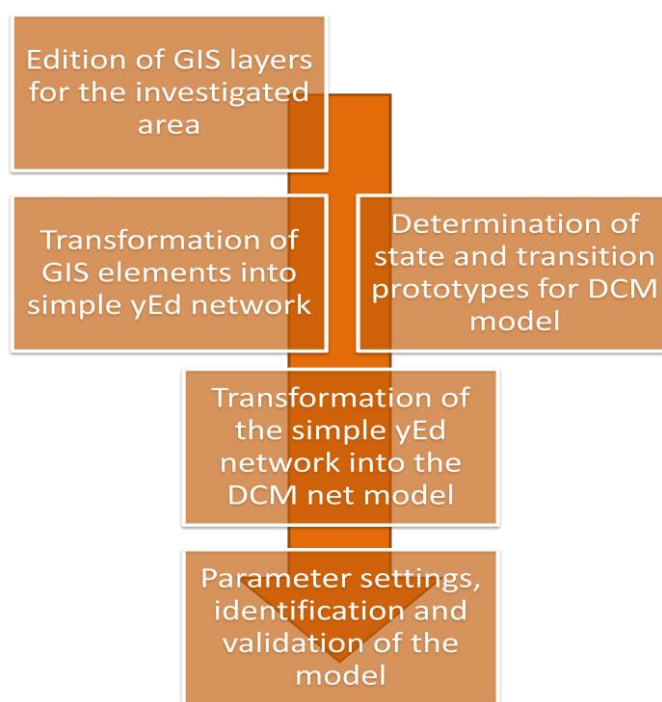 Edition of GIS layers
for the investigated
area
Transformation of
GIS elements into
simple yEd network
Determination of
state and transition
prototypes for DCM
model
Transformation of
the simple yEd
network into the
DCM net model
Parameter settings,
identification and
validation of the
model